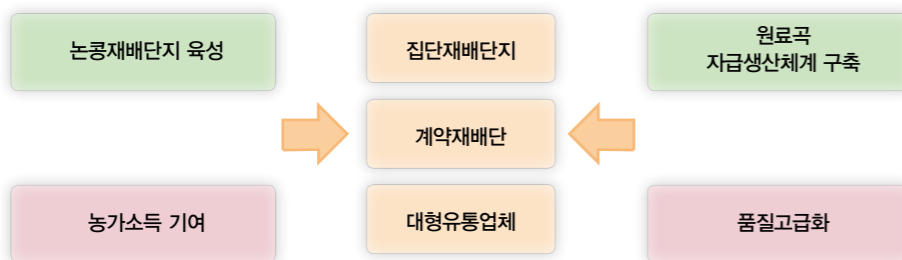 논콩재배단지 육성
집단재배단지
원료곡
자급생산체계 구축
계약재배단
농가소득 기여
대형유통업체
품질고급화